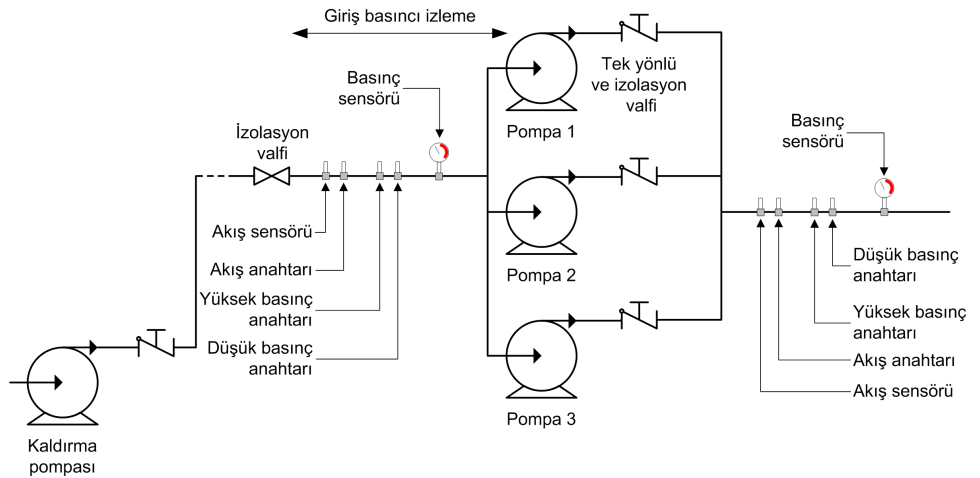 Giriş basıncı izleme
Basınç
sensörü
İzolasyon
valfi
Akış sensörü
Akış anahtarı
Yüksek basınç
anahtarı
Düşük basınç
anahtarı
Kaldırma
pompası
Pompa 1
Tek yönlü
ve izolasyon
valfi
Pompa 2
Pompa 3
Basınç
sensörü
Düşük basınç
anahtarı
Yüksek basınç
anahtarı
Akış anahtarı
Akış sensörü